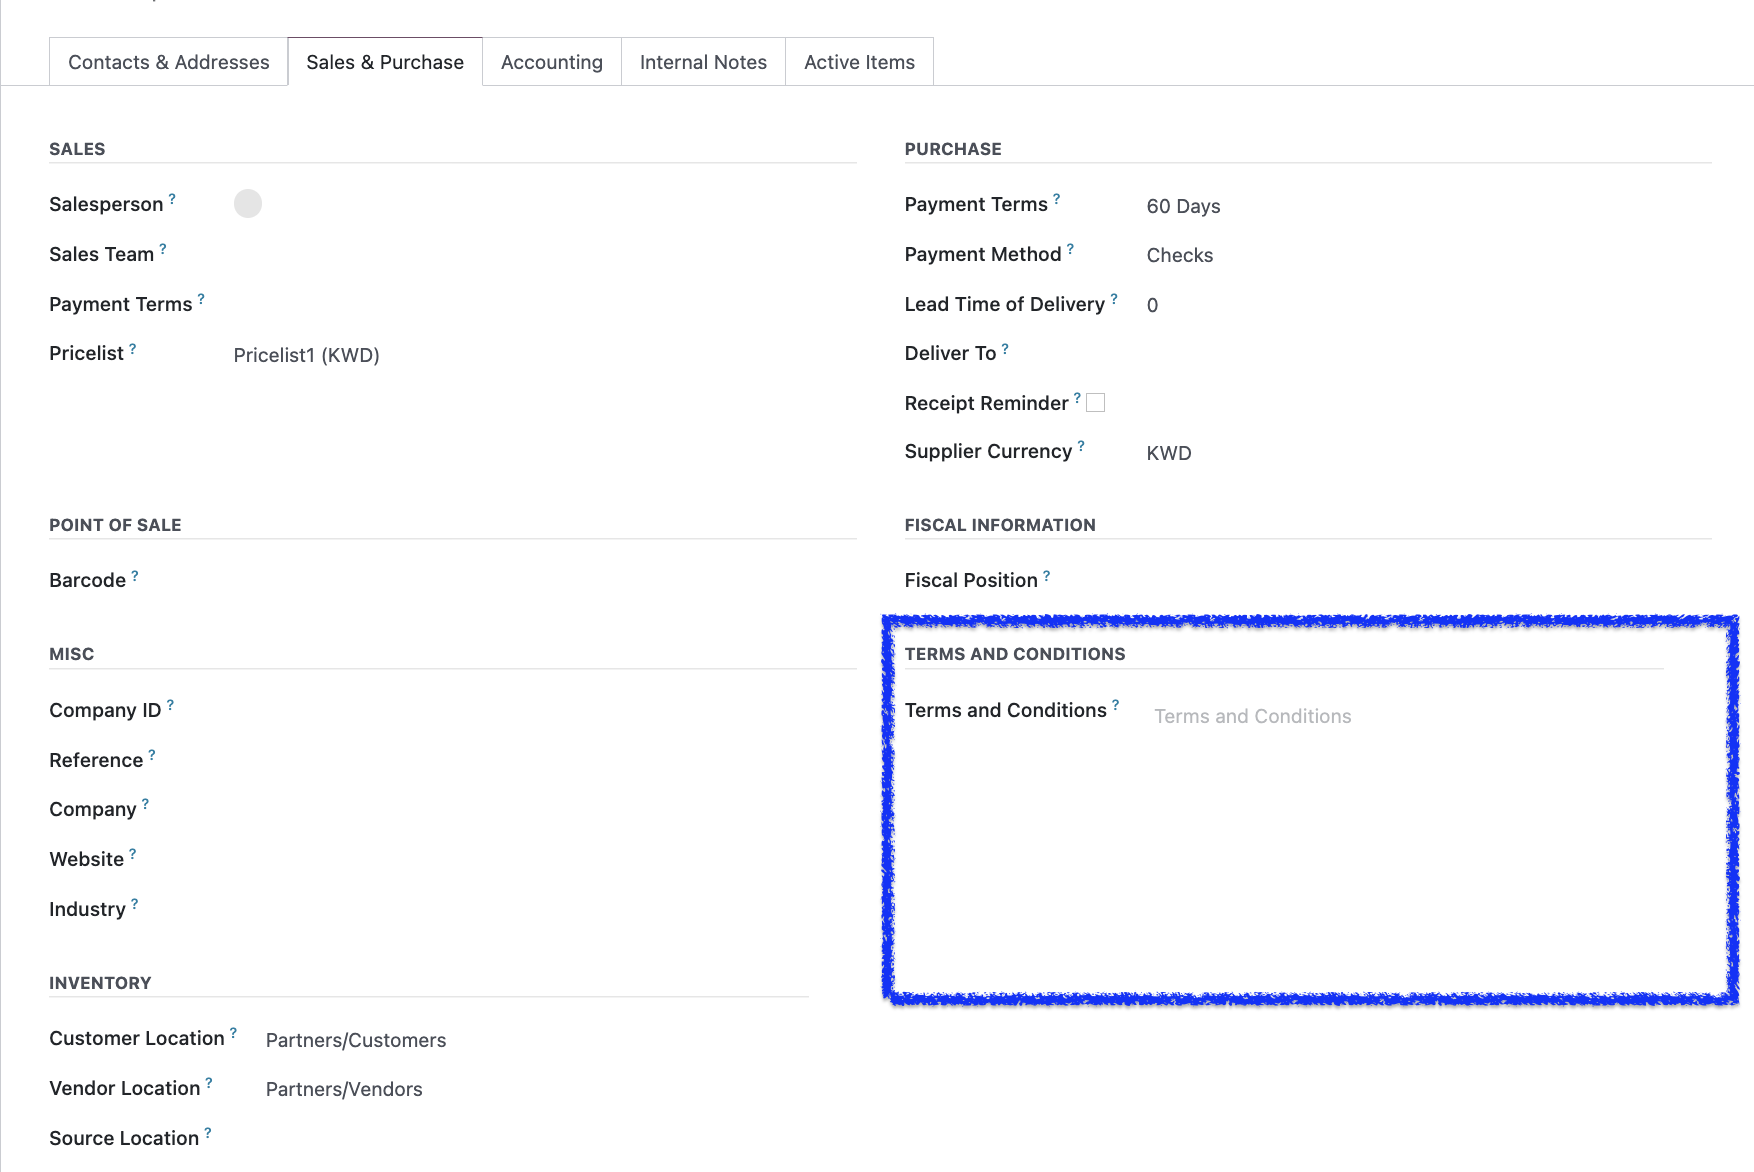 Contacts & Addresses
Sales & Purchase
Accounting
Internal Notes
Active Items
SALES
Salesperson ?
Sales Team ?
Payment Terms ?
Pricelist ? Pricelist1 (KWD)
PURCHASE
Payment Terms ? 60 Days
Payment Method ? Checks
Lead Time of Delivery ? 0
Deliver To ?
Receipt Reminder ?
Supplier Currency ? KWD
POINT OF SALE
Barcode ?
FISCAL INFORMATION
Fiscal Position ?
MISC
Company ID ?
Reference ?
Company ?
Website ?
Industry ?
TERMS AND CONDITIONS
Terms and Conditions ? Terms and Conditions
INVENTORY
Customer Location ? Partners/Customers
Vendor Location ? Partners/Vendors
Source Location ?